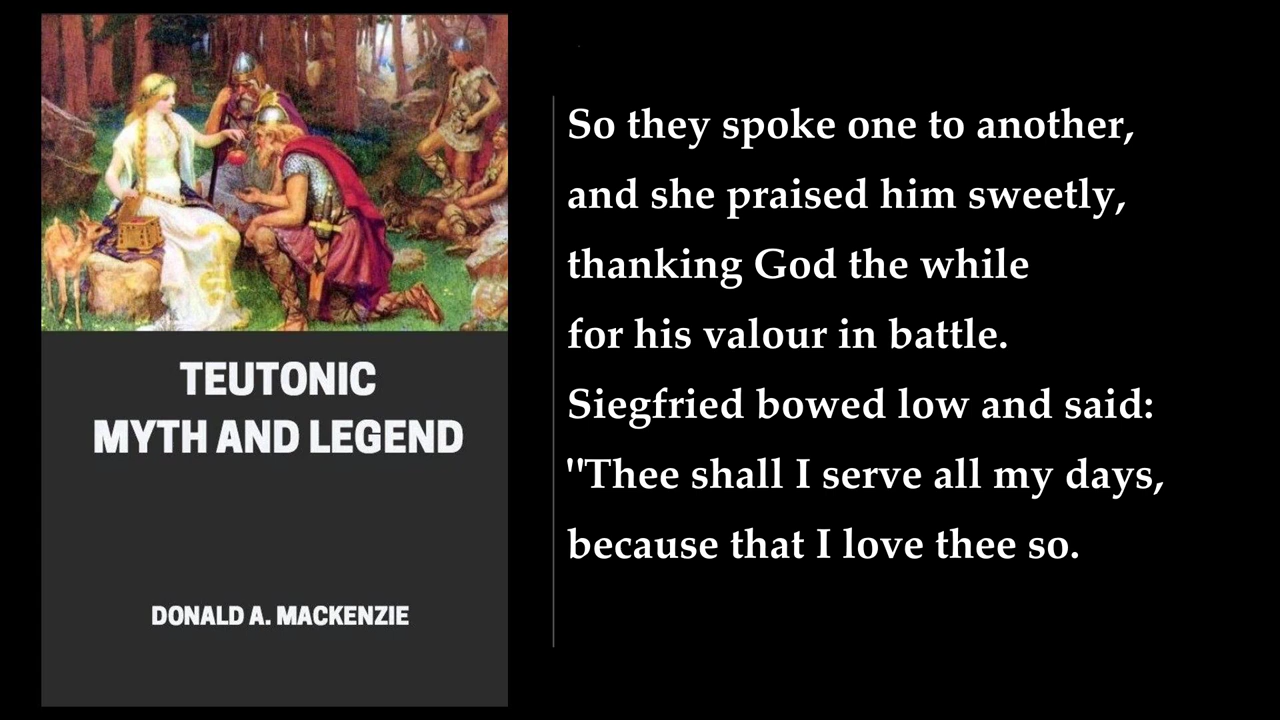 TEUTONIC
MYTH AND LEGEND
DONALD A. MACKENZIE
So they spoke one to another,
and she praised him sweetly,
thanking God the while
for his valour in battle.
Siegfried bowed low and said:
"Thee shall I serve all my days,
because that I love thee so.